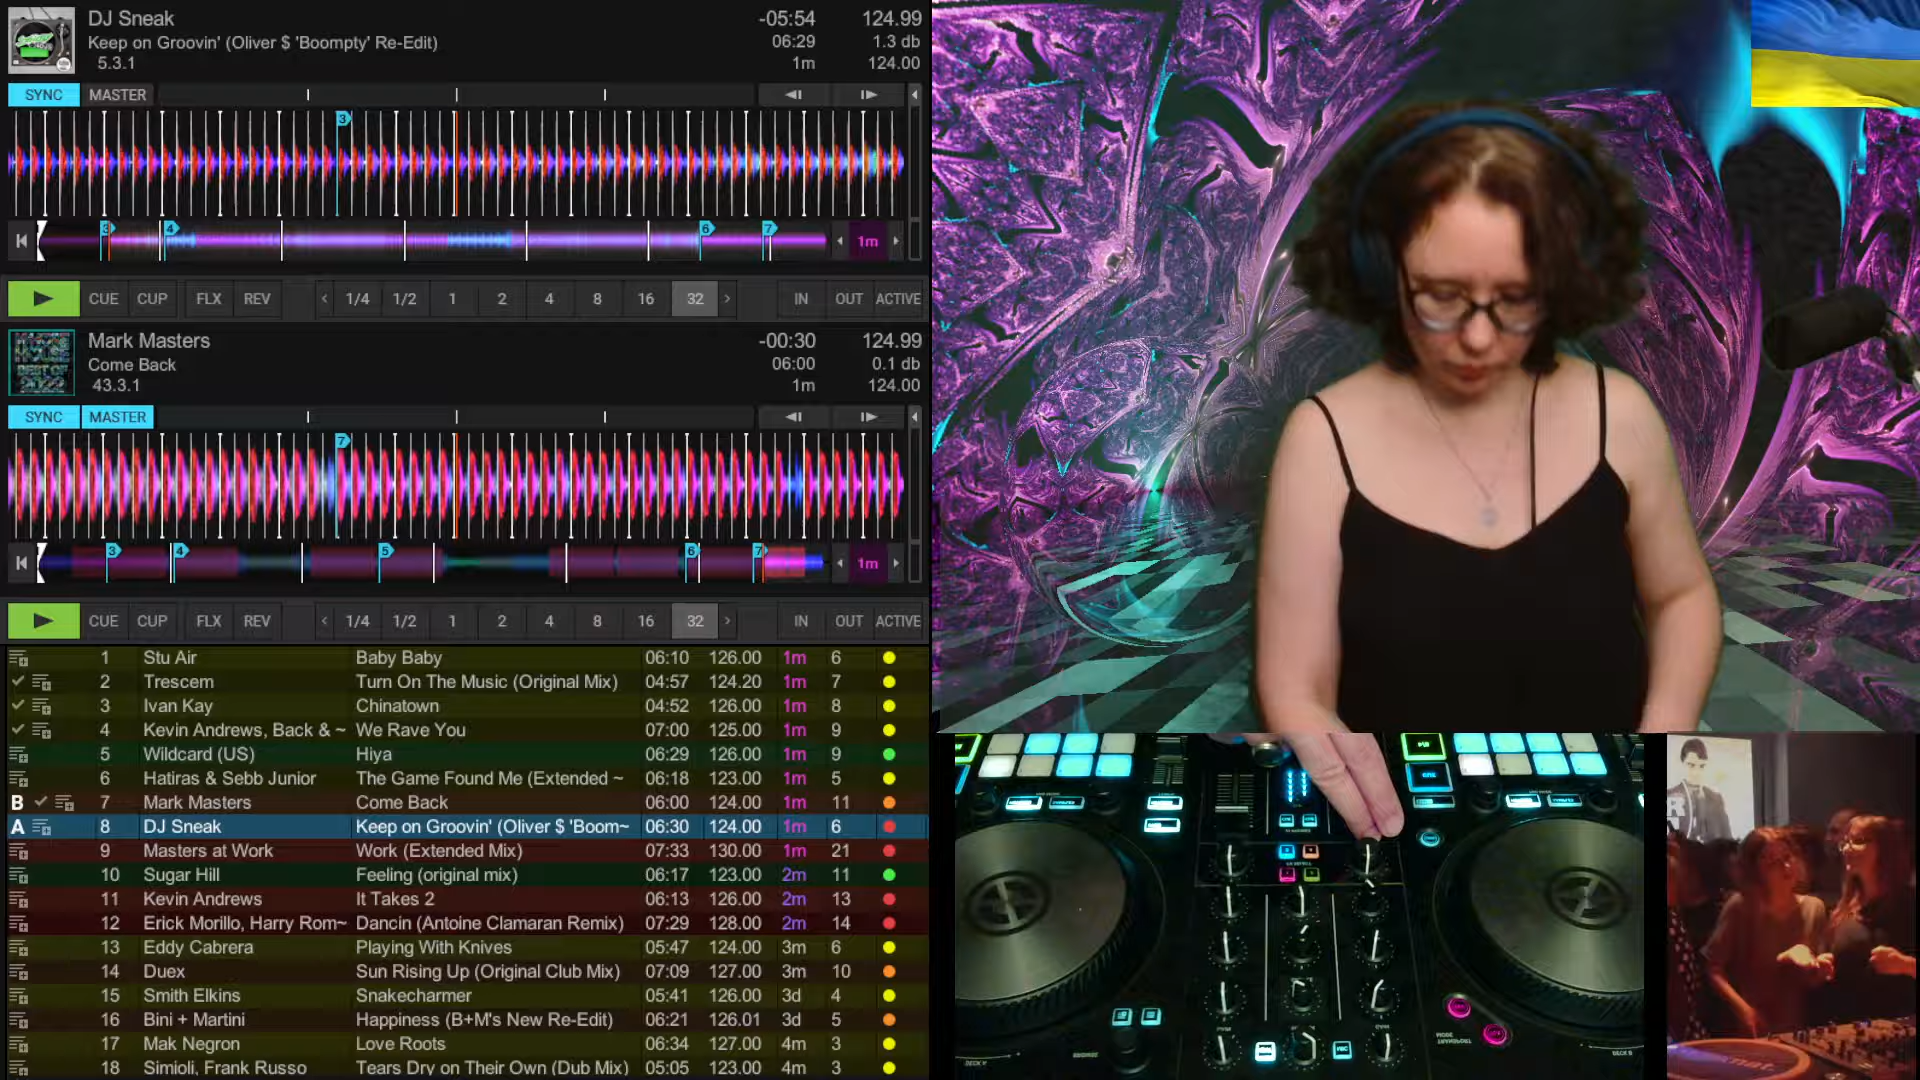 DJ Sneak -05:54 124.99
Keep on Groovin' (Oliver $ 'Boompty' Re-Edit) 06:29 1.3 db
5.3.1 1m 124.00
SYNC MASTER
3
3 4 6 7 1m
CUE CUP FLX REV 1/4 1/2 1 2 4 8 16 32 IN OUT ACTIVE
Mark Masters -00:30 124.99
Come Back 06:00 0.1 db
43.3.1 1m 124.00
HOUSE
BEST OF
2022
SYNC MASTER
7
3 4 5 6 7 1m
CUE CUP FLX REV 1/4 1/2 1 2 4 8 16 32 IN OUT ACTIVE
1 Stu Air Baby Baby 06:10 126.00 1m 6
2 Trescem Turn On The Music (Original Mix) 04:57 124.20 1m 7
3 Ivan Kay Chinatown 04:52 126.00 1m 8
4 Kevin Andrews, Back & ~ We Rave You 07:00 125.00 1m 9
5 Wildcard (US) Hiya 06:29 126.00 1m 9
6 Hatiras & Sebb Junior The Game Found Me (Extended ~ 06:18 123.00 1m 5
B 7 Mark Masters Come Back 06:00 124.00 1m 11
A 8 DJ Sneak Keep on Groovin' (Oliver $ 'Boom~ 06:30 124.00 1m 6
9 Masters at Work Work (Extended Mix) 07:33 130.00 1m 21
10 Sugar Hill Feeling (original mix) 06:17 123.00 2m 11
11 Kevin Andrews It Takes 2 06:13 126.00 2m 13
12 Erick Morillo, Harry Rom~ Dancin (Antoine Clamaran Remix) 07:29 128.00 2m 14
13 Eddy Cabrera Playing With Knives 05:47 124.00 3m 6
14 Duex Sun Rising Up (Original Club Mix) 07:09 127.00 3m 10
15 Smith Elkins Snakecharmer 05:41 126.00 3d 4
16 Bini + Martini Happiness (B+M's New Re-Edit) 06:21 126.01 3d 5
17 Mak Negron Love Roots 06:34 127.00 4m 3
18 Simioli, Frank Russo Tears Dry on Their Own (Dub Mix) 05:05 123.00 4m 3